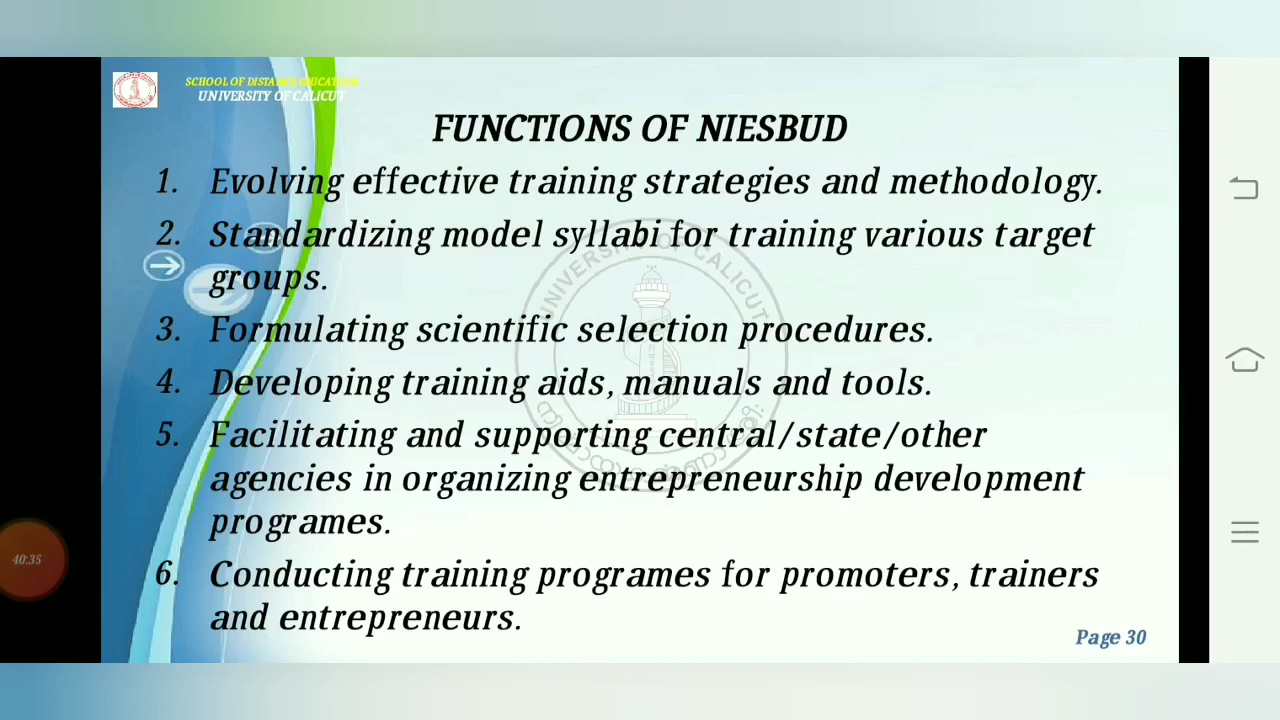 SCHOOL OF DISTANCE EDUCATION
UNIVERSITY OF CALICUT
FUNCTIONS OF NIESBUD
1. Evolving effective training strategies and methodology.
2. Standardizing model syllabi for training various target
groups.
3. Formulating scientific selection procedures.
4. Developing training aids, manuals and tools.
5. Facilitating and supporting central/state/other
agencies in organizing entrepreneurship development
programes.
6. Conducting training programes for promoters, trainers
and entrepreneurs.
Page 30
40:35
UNIVERSITY OF CALICUT